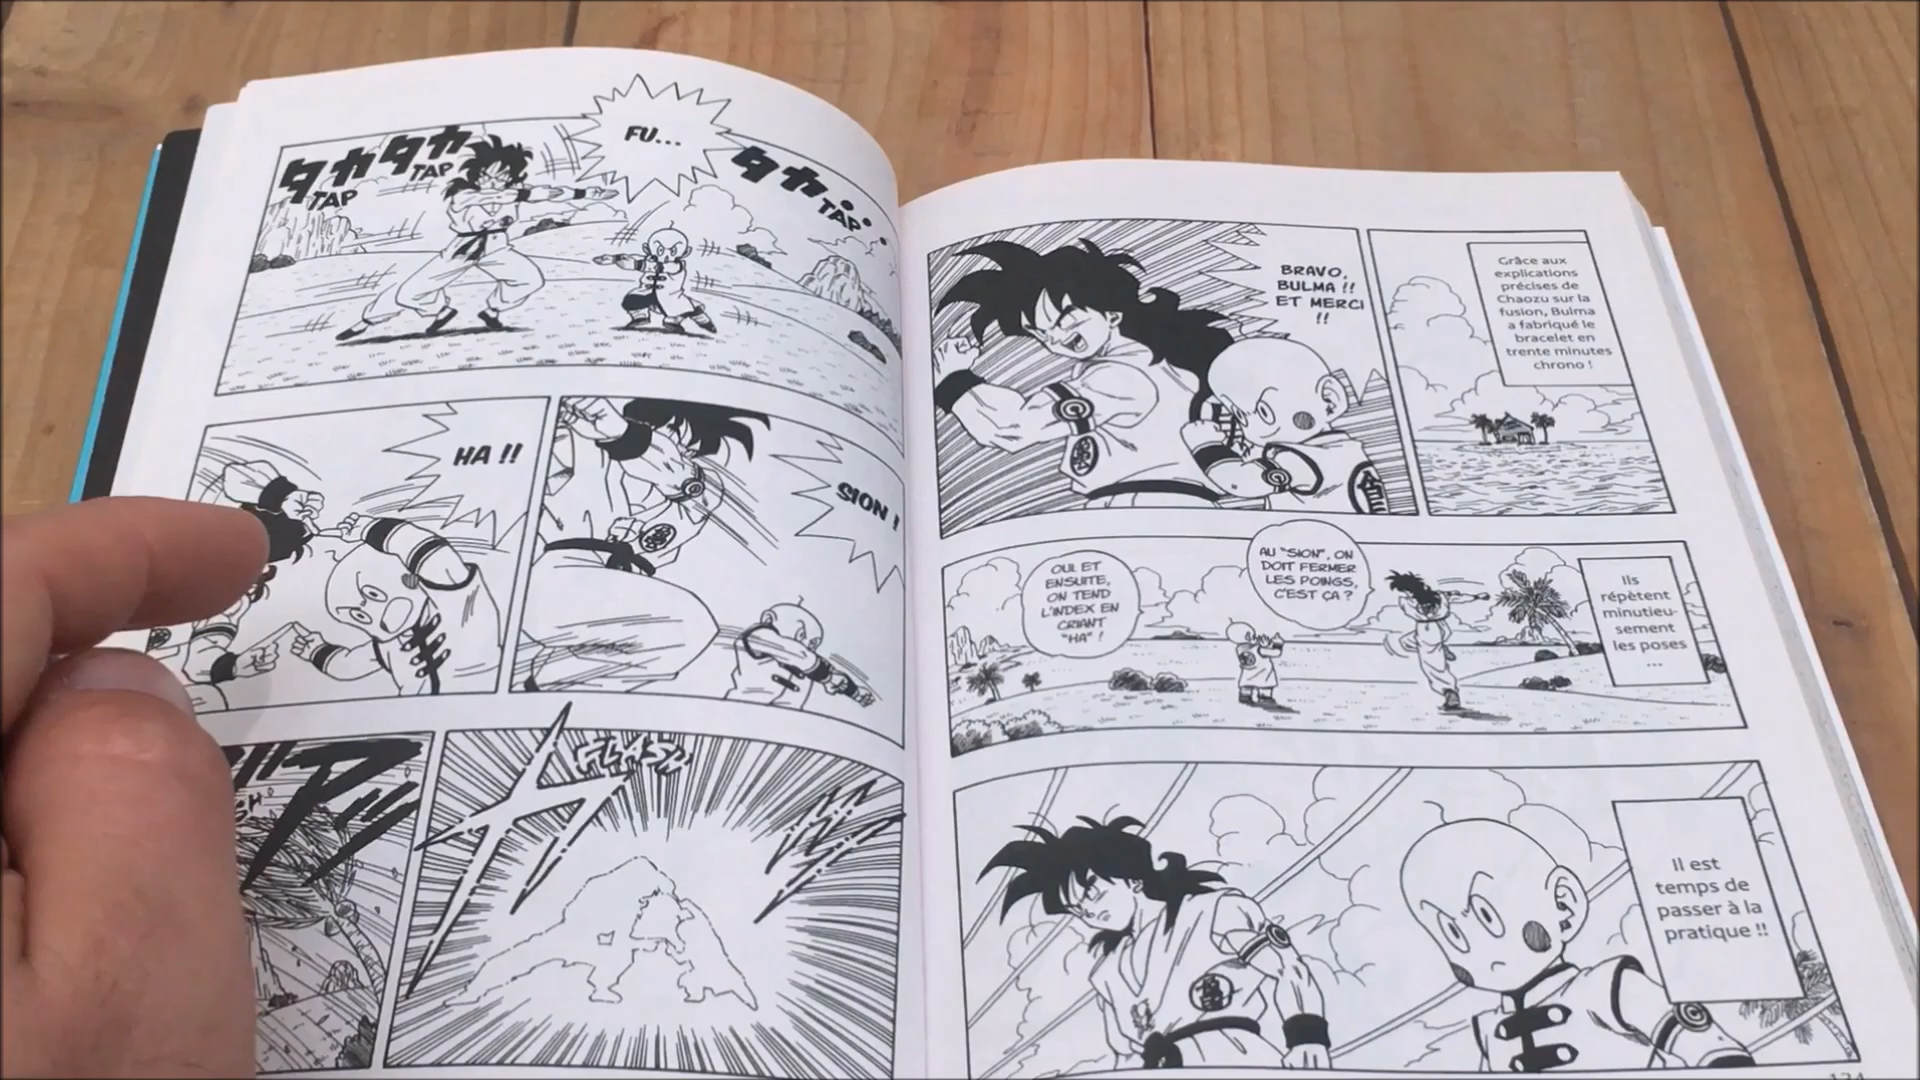 Grâce aux
explications
précises de
Chaozu sur la
fusion, Bulma
a fabriqué le
bracelet en
trente minutes
chrono !
BRAVO,
BULMA !!
ET MERCI
!!
Ils
répètent
minutieu-
sement
les poses
...
AU "SION", ON
DOIT FERMER
LES POINGS,
C'EST ÇA ?
OUI, ET
ENSUITE,
ON TEND
L'INDEX EN
CRIANT
"HA" !
Il est
temps de
passer à la
pratique !!
タカタカ
TAP
TAP
FU...
タカ..
TAP
SION !
HA !!
FLASH